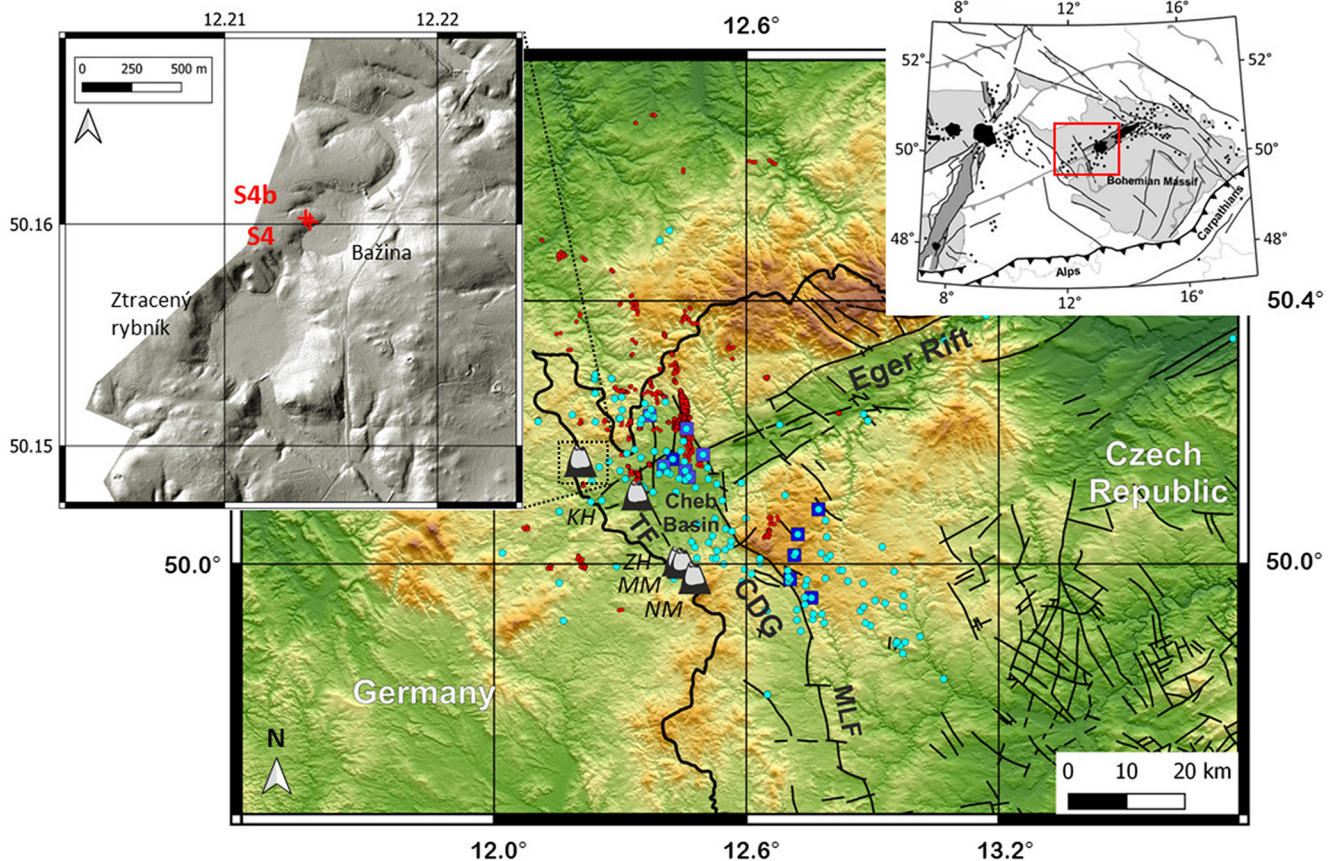 12.21
12.22
0 250 500 m
50.16
50.15
S4b
S4
Bažina
Ztracený
rybník
12.6°
8°
12°
16°
52°
52°
50°
50°
48°
48°
8°
12°
16°
Bohemian Massif
Carpathians
Alps
50.4°
Eger Rift
Czech
Republic
Cheb
Basin
KH
TF
ZH
MM
NM
CDG
MLF
50.0°
50.0°
Germany
N
0 10 20 km
12.0°
12.6°
13.2°